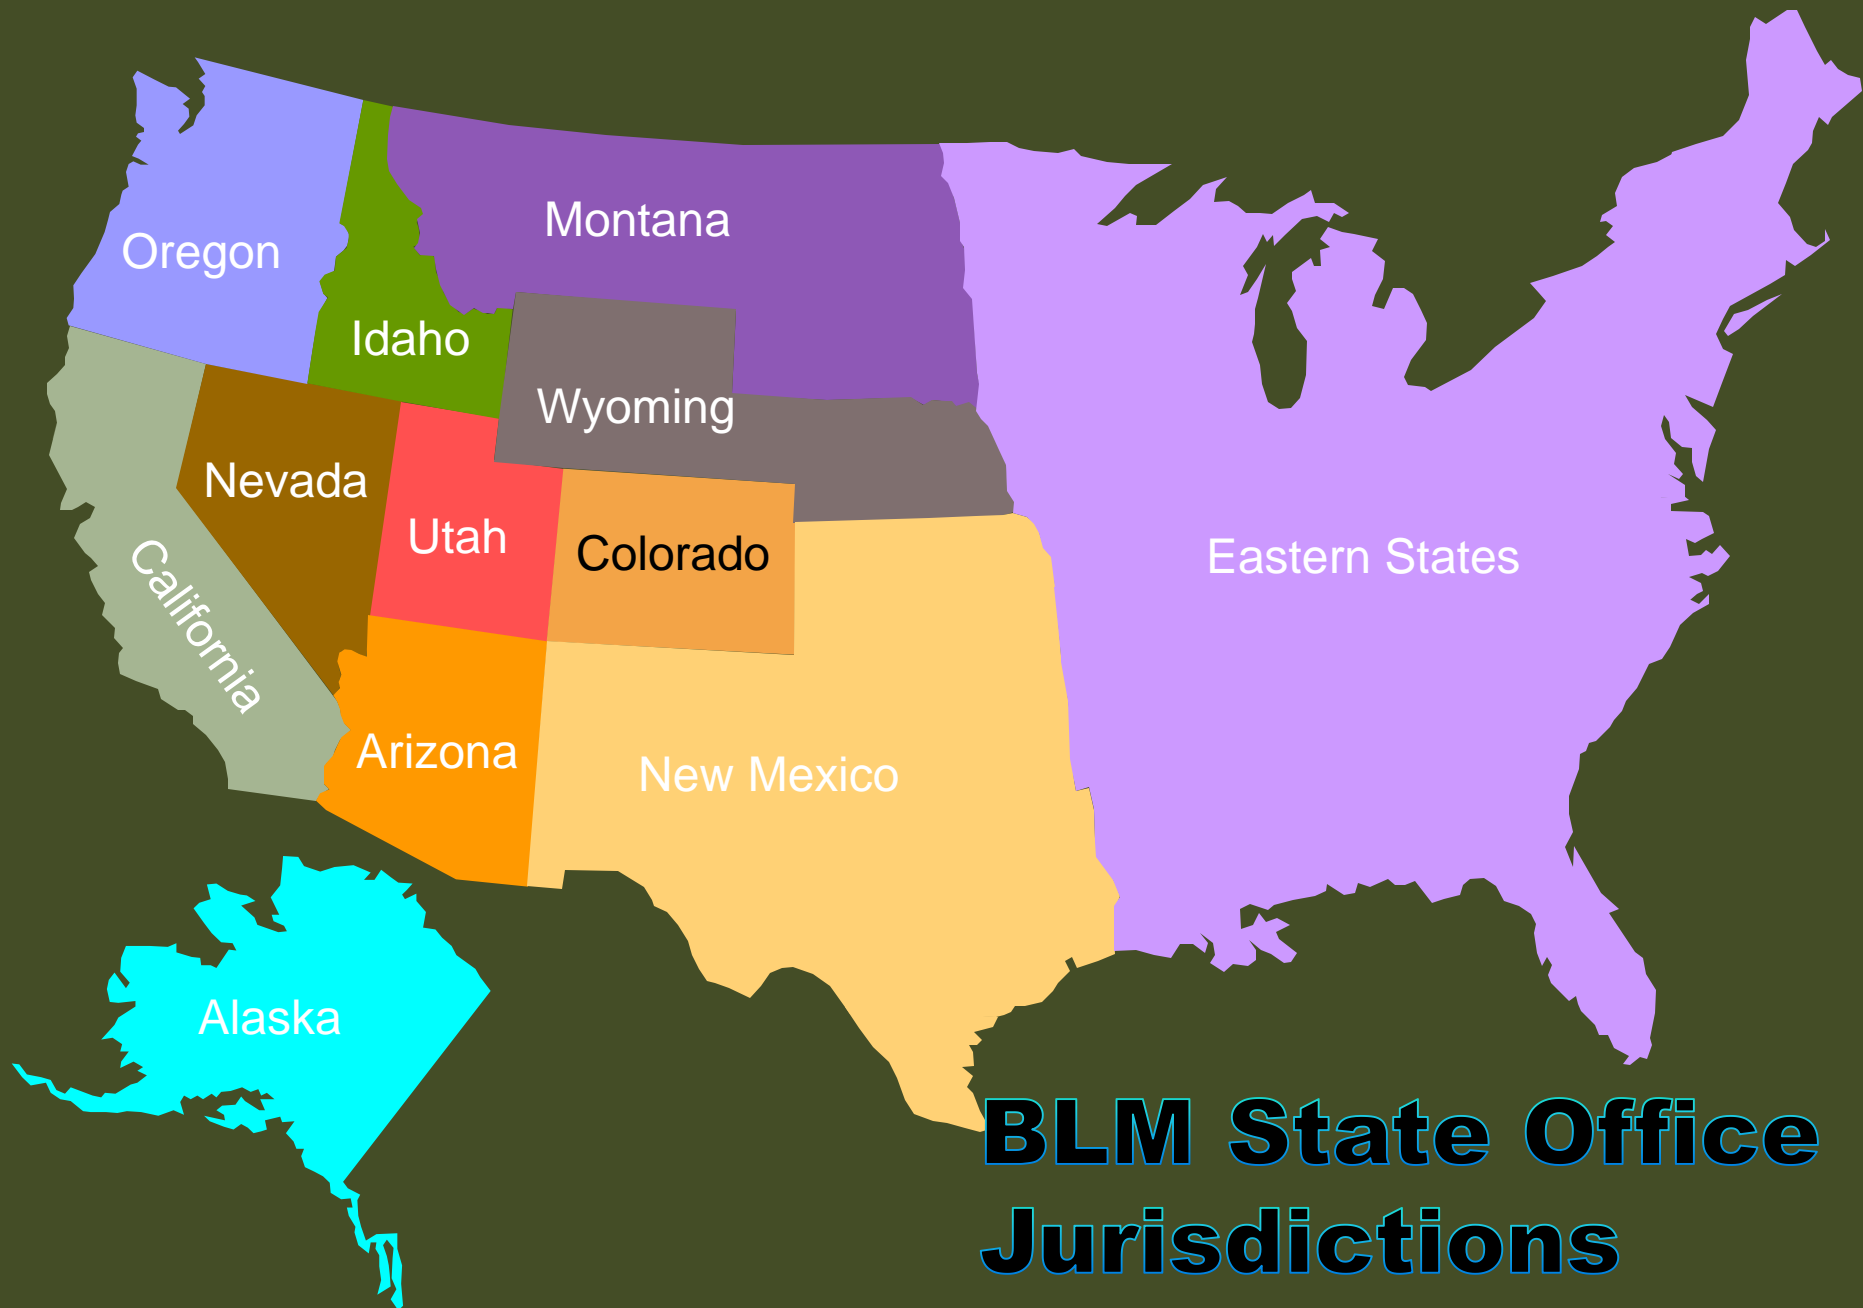 Montana
Oregon
Idaho
Wyoming
Nevada
Utah
Colorado
Eastern States
California
Arizona
New Mexico
Alaska
BLM State Office
Jurisdictions